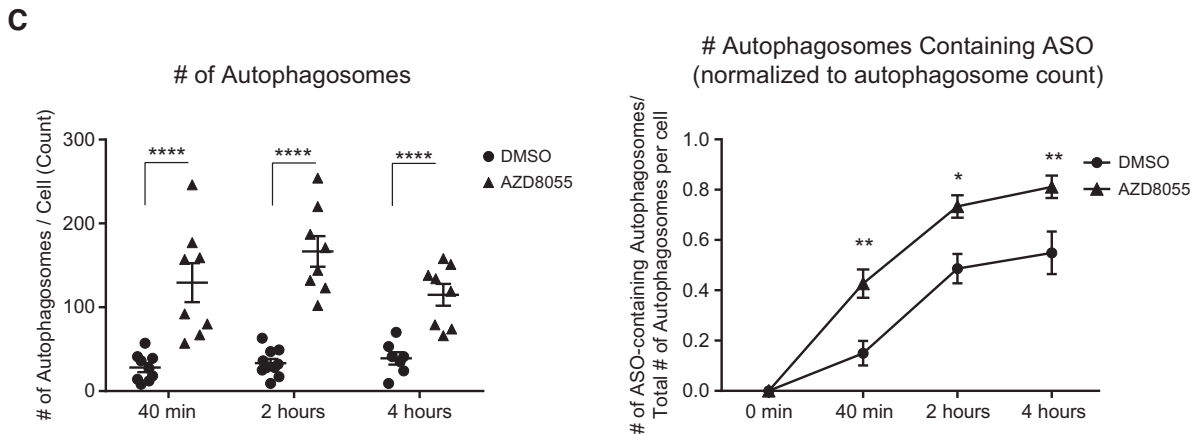 C
# of Autophagosomes
# of Autophagosomes / Cell (Count)
300
200
100
0
****
****
****
DMSO
AZD8055
40 min
2 hours
4 hours
# Autophagosomes Containing ASO
(normalized to autophagosome count)
# of ASO-containing Autophagosomes/
Total # of Autophagosomes per cell
1.0
0.8
0.6
0.4
0.2
0.0
**
*
**
DMSO
AZD8055
0 min
40 min
2 hours
4 hours